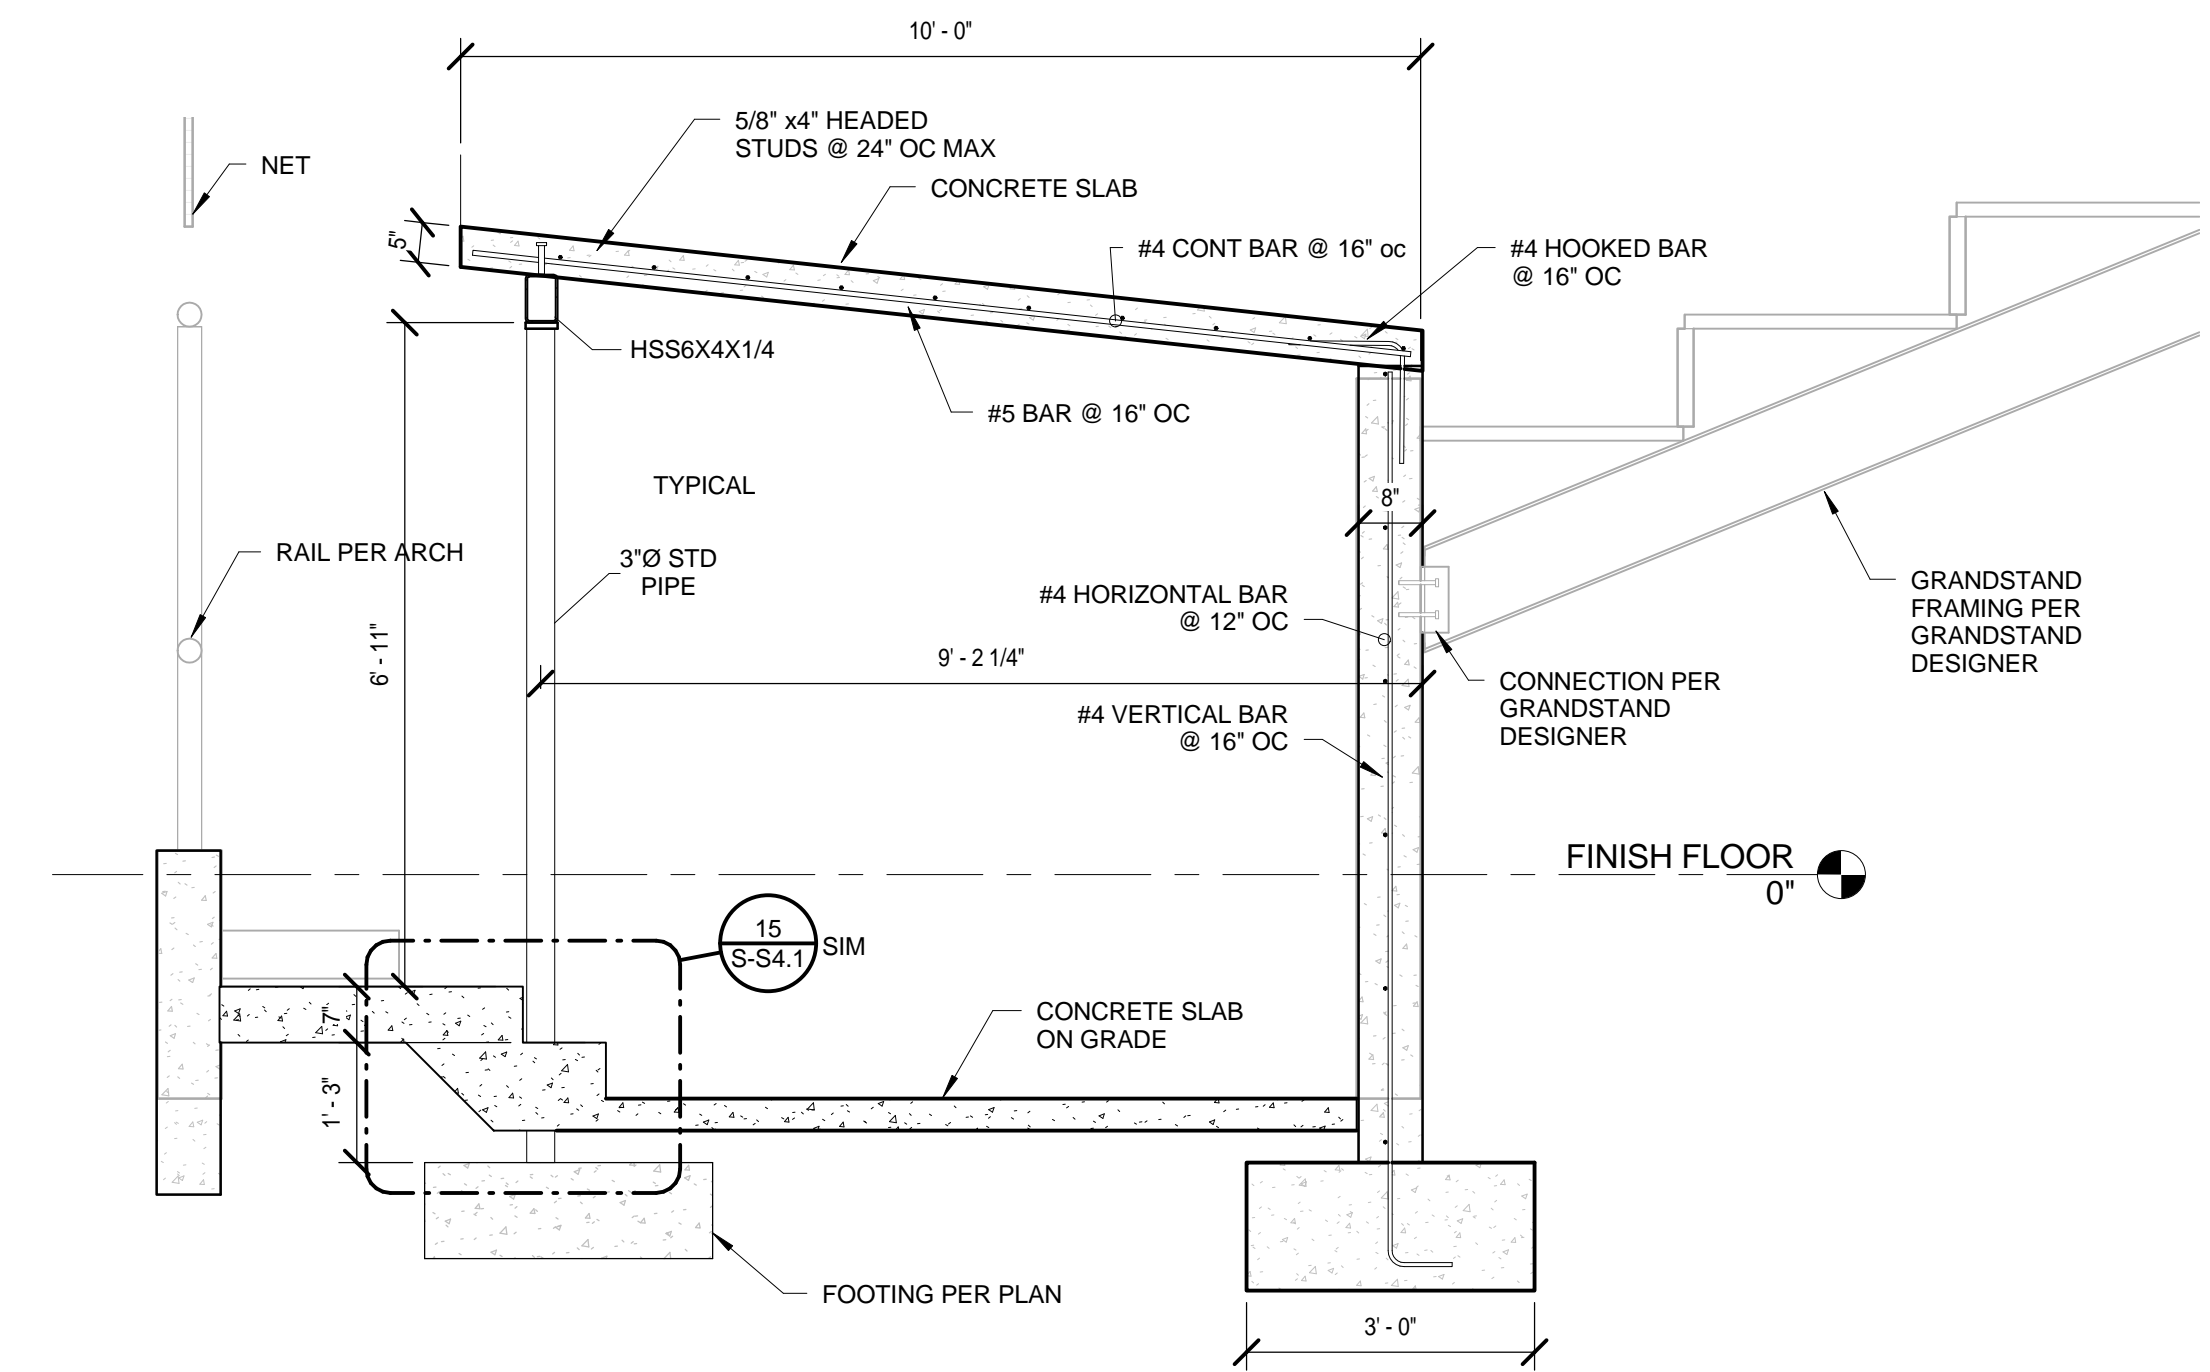 10' - 0"
5/8" x4" HEADED
STUDS @ 24" OC MAX
NET
CONCRETE SLAB
5"
#4 CONT BAR @ 16" oc
#4 HOOKED BAR
@ 16" OC
HSS6X4X1/4
#5 BAR @ 16" OC
TYPICAL
8"
RAIL PER ARCH
3"Ø STD
PIPE
#4 HORIZONTAL BAR
@ 12" OC
GRANDSTAND
FRAMING PER
GRANDSTAND
DESIGNER
6' - 11"
9' - 2 1/4"
CONNECTION PER
GRANDSTAND
DESIGNER
#4 VERTICAL BAR
@ 16" OC
FINISH FLOOR
0"
15
S-S4.1
SIM
7"
CONCRETE SLAB
ON GRADE
1' - 3"
FOOTING PER PLAN
3' - 0"